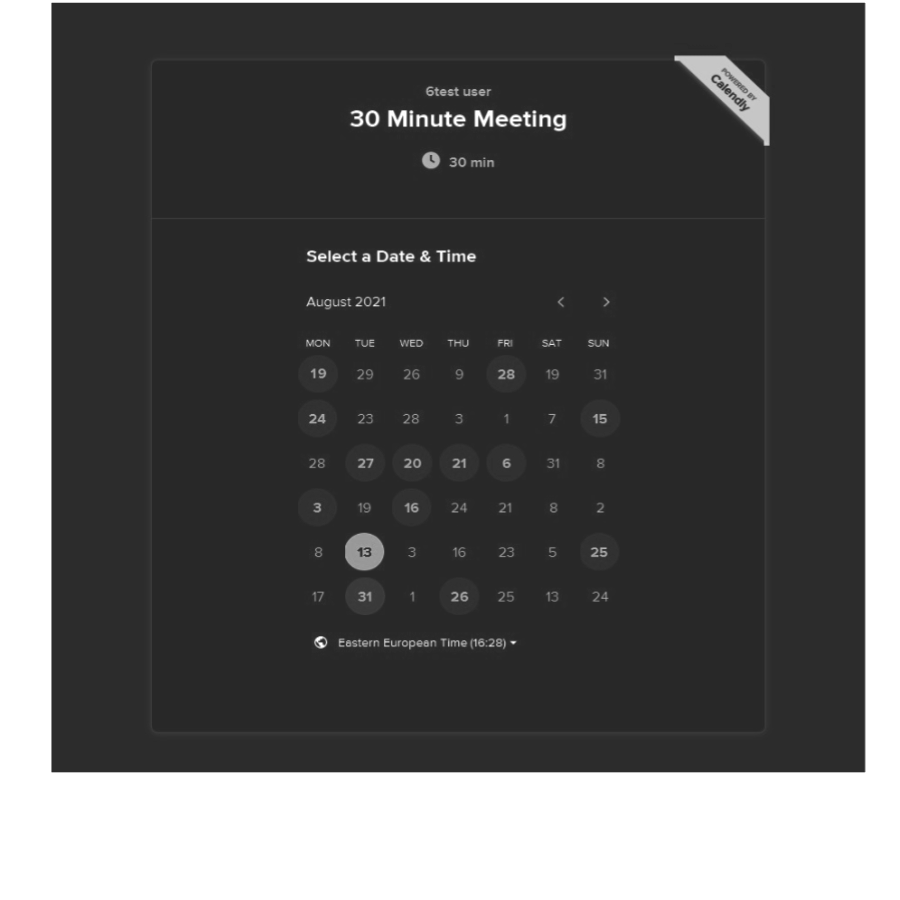 6test user
30 Minute Meeting
30 min
POWERED BY
Calendly
Select a Date & Time
August 2021
MON TUE WED THU FRI SAT SUN
19 29 26 9 28 19 31
24 23 28 3 1 7 15
28 27 20 21 6 31 8
3 19 16 24 21 8 2
8 13 3 16 23 5 25
17 31 1 26 25 13 24
Eastern European Time (16:28)